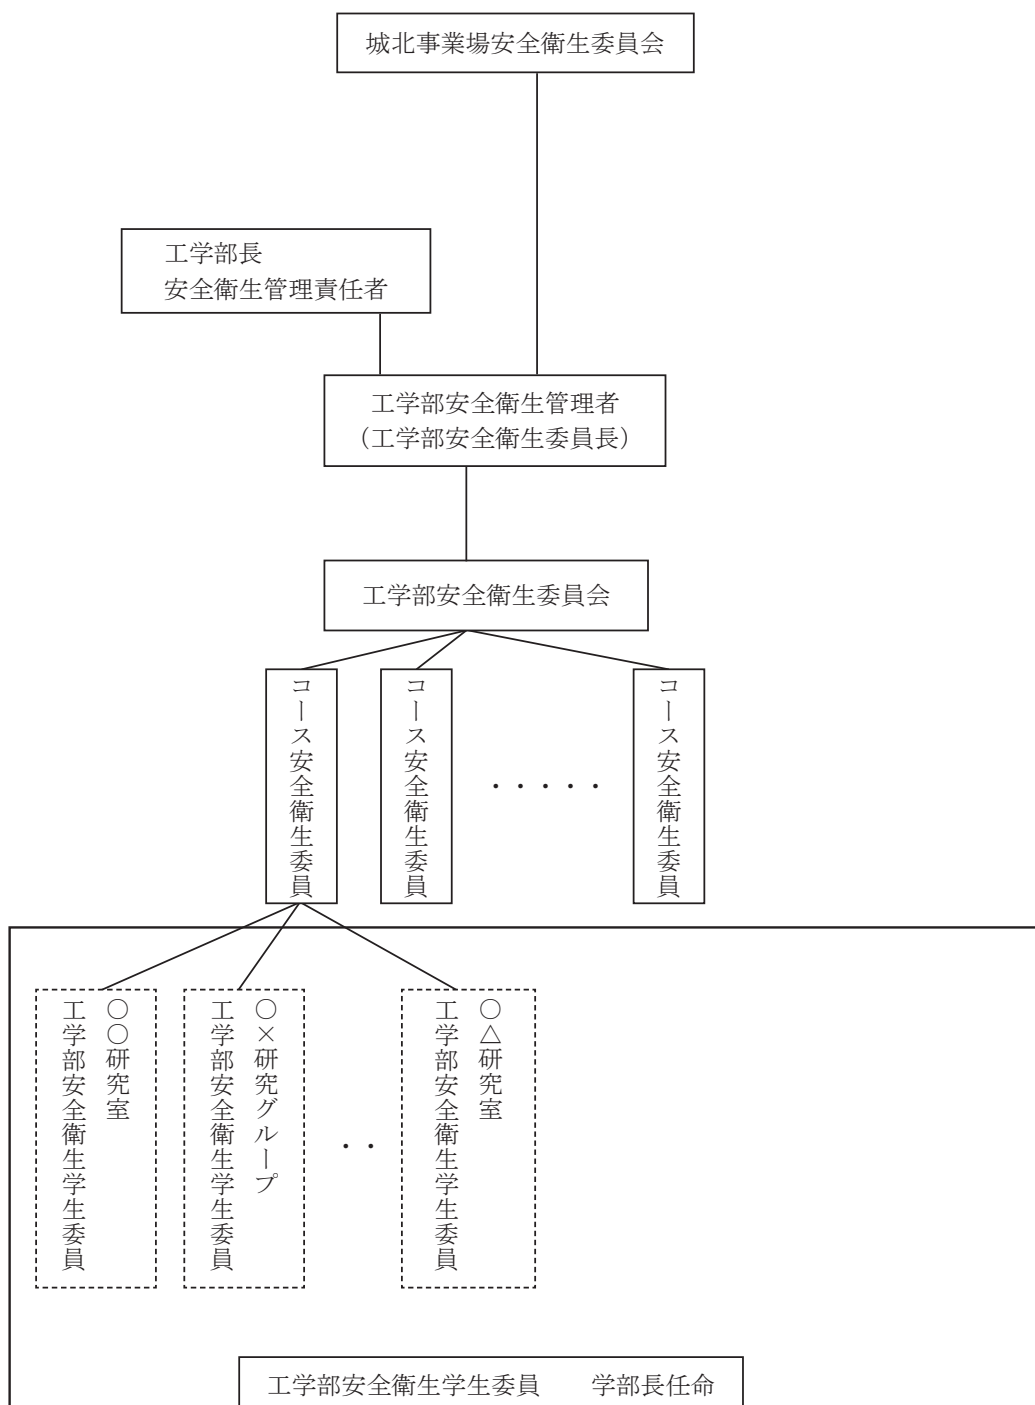 城北事業場安全衛生委員会
工学部長
安全衛生管理責任者
工学部安全衛生管理者
（工学部安全衛生委員長）
工学部安全衛生委員会
コース安全衛生委員
コース安全衛生委員
・・・・・
コース安全衛生委員
○○研究室
工学部安全衛生学生委員
○×研究グループ
工学部安全衛生学生委員
・・
○△研究室
工学部安全衛生学生委員
工学部安全衛生学生委員　　学部長任命